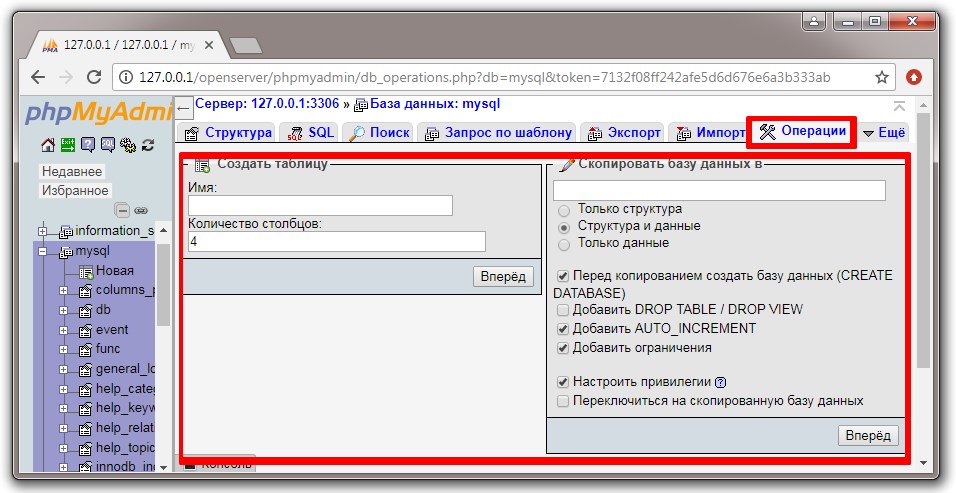 127.0.0.1 / 127.0.0.1 / my
127.0.0.1/openserver/phpmyadmin/db_operations.php?db=mysql&token=7132f08ff242afe5d6d676e6a3b333ab
phpMyAdmi
Недавнее
Избранное
information_s
mysql
Новая
columns_p
db
event
func
general_lo
help_cate
help_keyw
help_relat
help_topic
innodb_in
Сервер: 127.0.0.1:3306 » База данных: mysql
Структура SQL Поиск Запрос по шаблону Экспорт Импорт Операции Ещё
Создать таблицу
Имя:
Количество столбцов:
4
Вперёд
Скопировать базу данных в
Только структура
Структура и данные
Только данные
Перед копированием создать базу данных (CREATE
DATABASE)
Добавить DROP TABLE / DROP VIEW
Добавить AUTO_INCREMENT
Добавить ограничения
Настроить привилегии
Переключиться на скопированную базу данных
Вперёд
Консоль